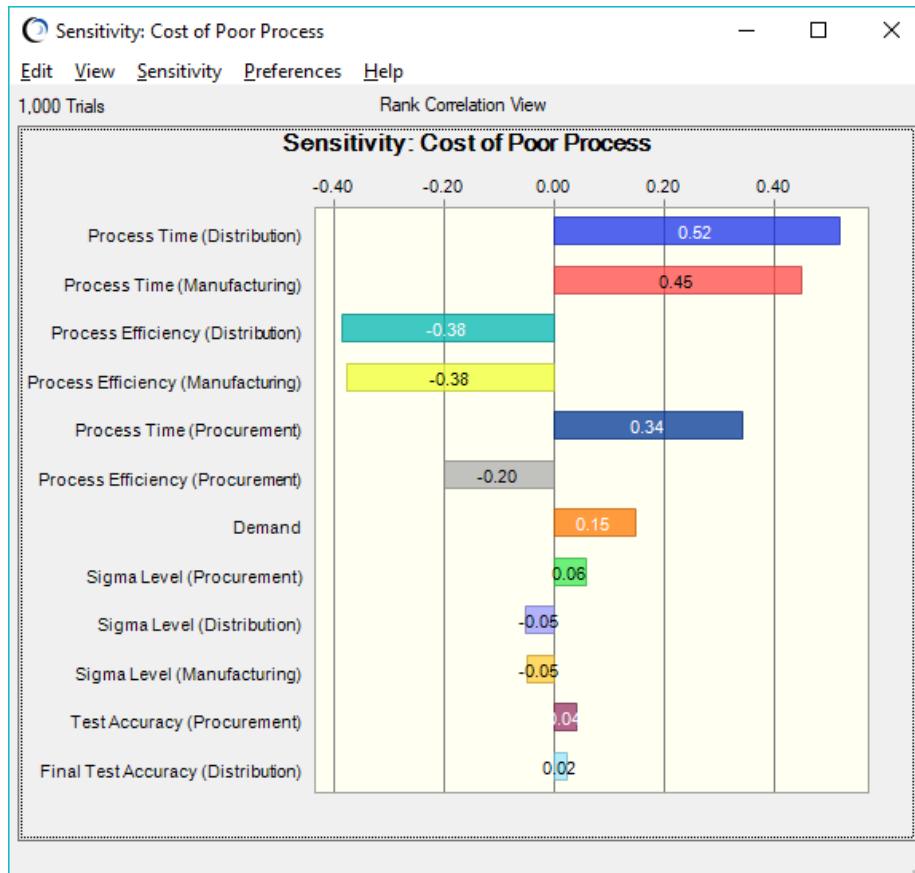 Sensitivity: Cost of Poor Process
Edit View Sensitivity Preferences Help
1,000 Trials Rank Correlation View
Sensitivity: Cost of Poor Process
-0.40 -0.20 0.00 0.20 0.40
Process Time (Distribution) 0.52
Process Time (Manufacturing) 0.45
Process Efficiency (Distribution) -0.38
Process Efficiency (Manufacturing) -0.38
Process Time (Procurement) 0.34
Process Efficiency (Procurement) -0.20
Demand 0.15
Sigma Level (Procurement) 0.06
Sigma Level (Distribution) -0.05
Sigma Level (Manufacturing) -0.05
Test Accuracy (Procurement) 0.04
Final Test Accuracy (Distribution) 0.02